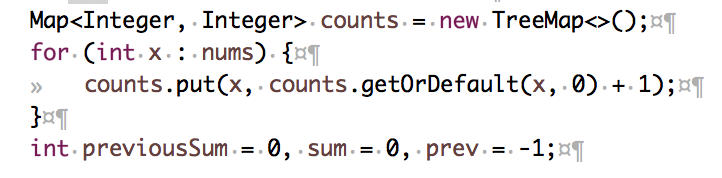 Map<Integer, Integer> counts = new TreeMap<>();
for (int x : nums) {
	counts.put(x, counts.getOrDefault(x, 0) + 1);
}
int previousSum = 0, sum = 0, prev = -1;